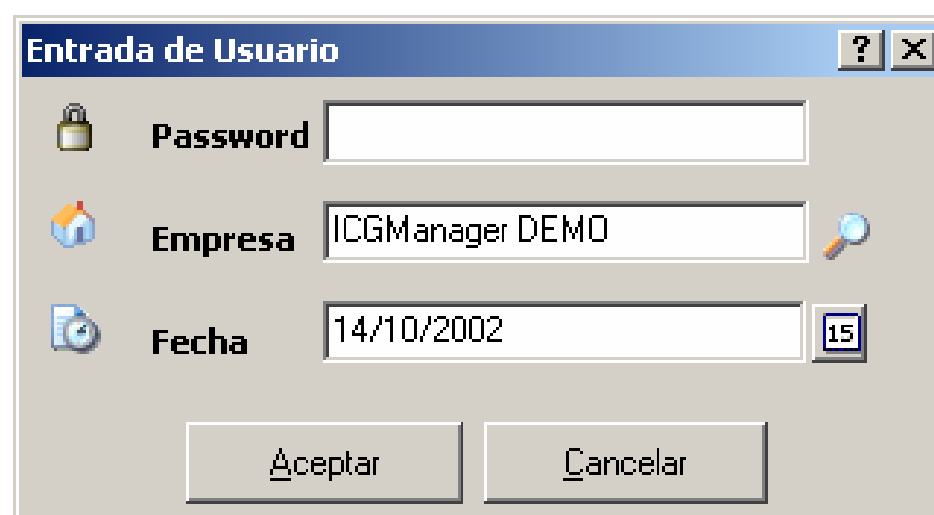 Entrada de Usuario
Password
Empresa ICGManager DEMO
Fecha 14/10/2002 15
Aceptar Cancelar